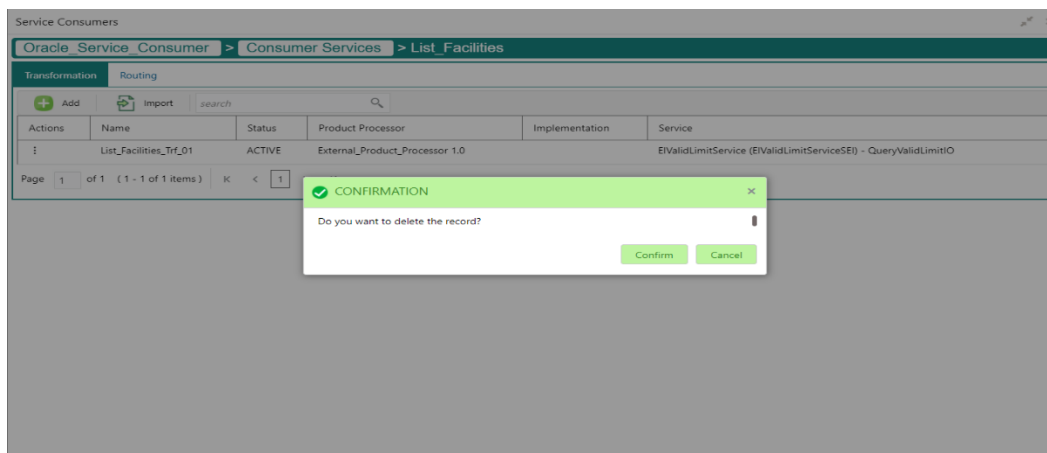 Service Consumers
Oracle_Service_Consumer > Consumer Services > List_Facilities
Transformation Routing
Add Import search
Actions Name Status Product Processor Implementation Service
List_Facilities_Trf_01 ACTIVE External_Product_Processor 1.0 EIValidLimitService (EIValidLimitServiceSEI) - QueryValidLimitIO
Page 1 of 1 (1 - 1 of 1 items) K < 1
CONFIRMATION
Do you want to delete the record?
Confirm Cancel